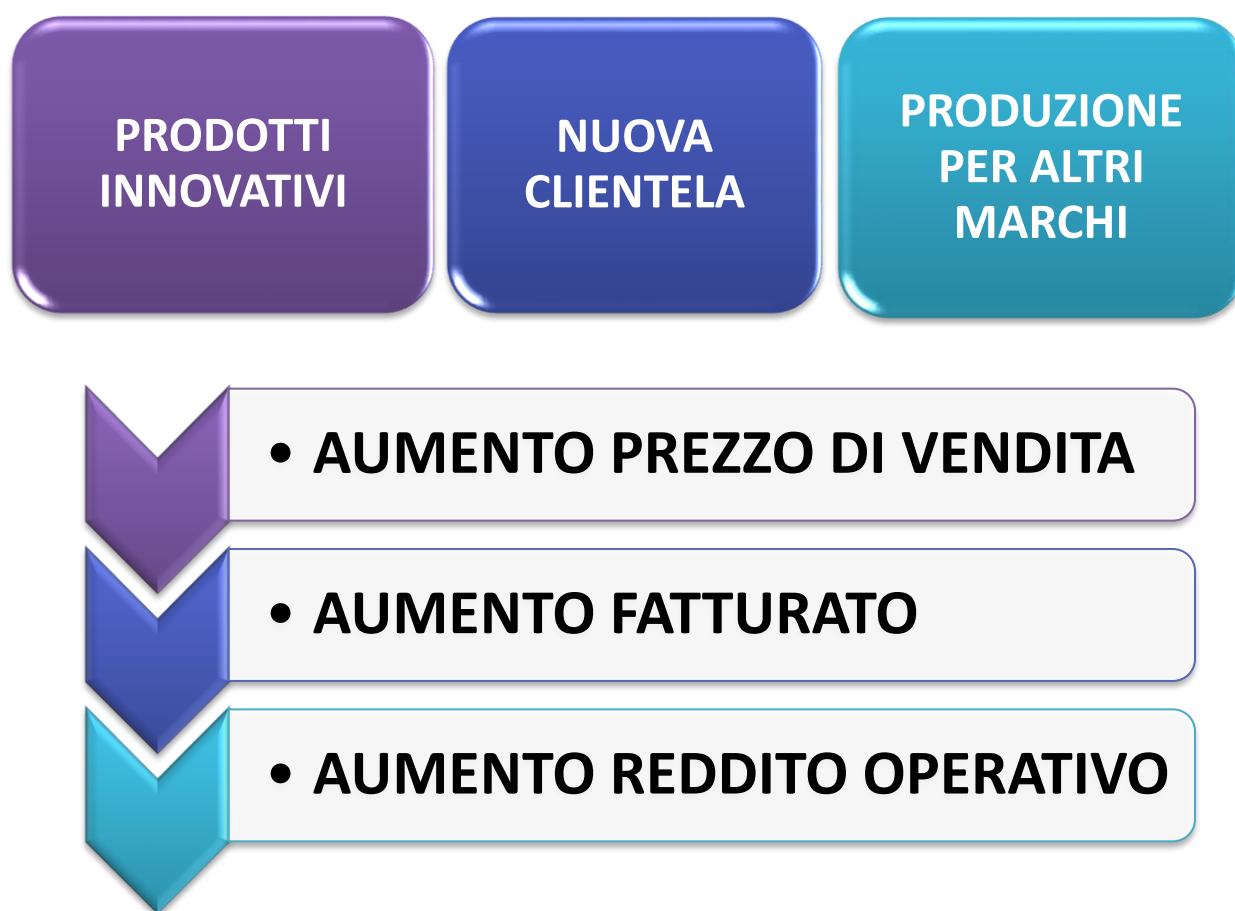 PRODOTTI
INNOVATIVI
NUOVA
CLIENTELA
PRODUZIONE
PER ALTRI
MARCHI
• AUMENTO PREZZO DI VENDITA
• AUMENTO FATTURATO
• AUMENTO REDDITO OPERATIVO